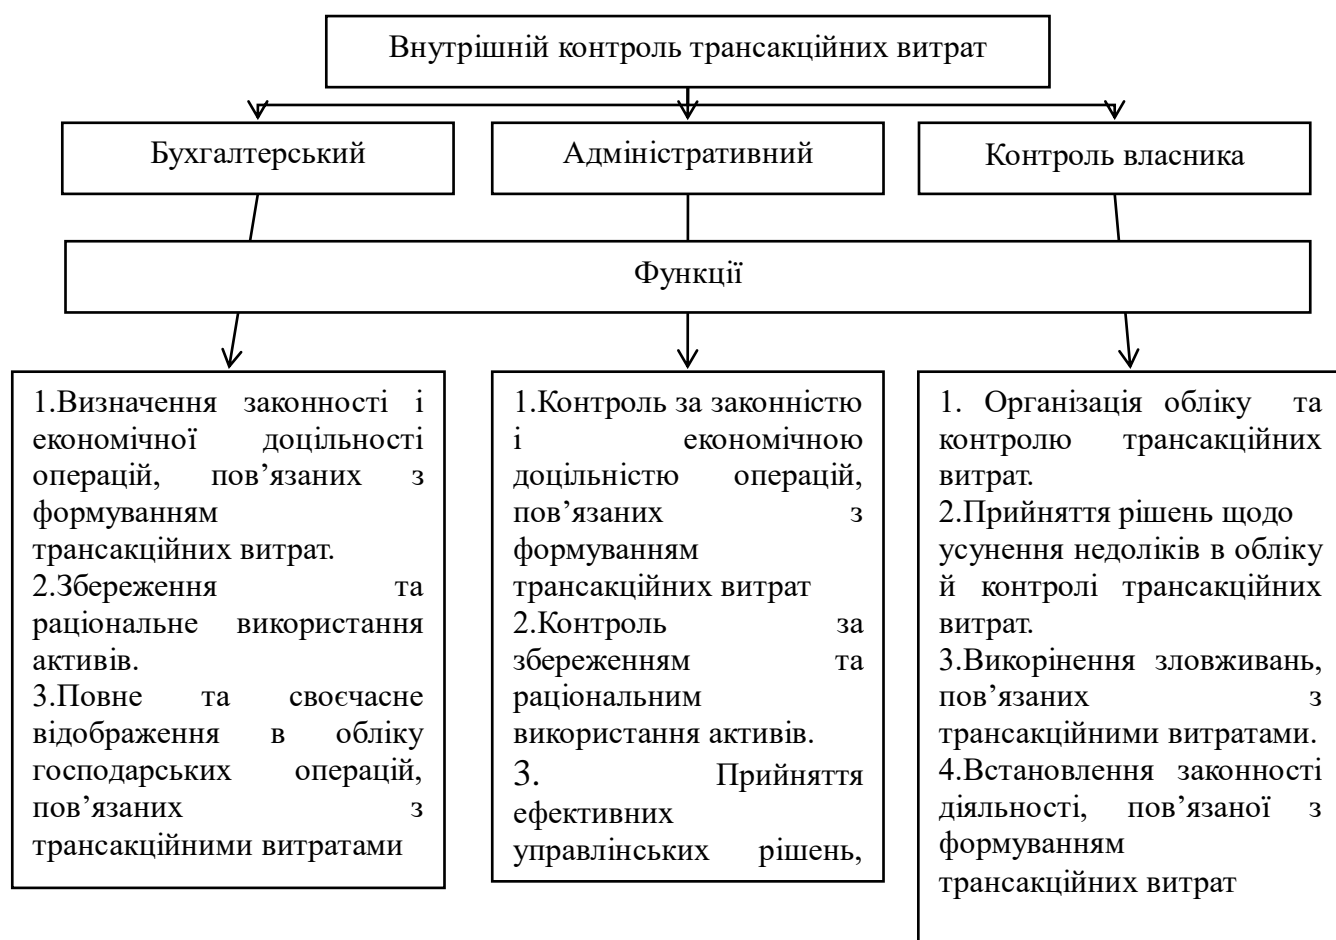 Внутрішній контроль трансакційних витрат
Бухгалтерський
Адміністративний
Контроль власника
Функції
1.Визначення законності і
економічної доцільності
операцій, пов’язаних з
формуванням
трансакційних витрат.
2.Збереження та
раціональне використання
активів.
3.Повне та своєчасне
відображення в обліку
господарських операцій,
пов’язаних з
трансакційними витратами
1.Контроль за законністю
і економічною
доцільністю операцій,
пов’язаних з
формуванням
трансакційних витрат
2.Контроль за
збереженням та
раціональним
використання активів.
3. Прийняття
ефективних
управлінських рішень,
1. Організація обліку та
контролю трансакційних
витрат.
2.Прийняття рішень щодо
усунення недоліків в обліку
й контролі трансакційних
витрат.
3.Викорінення зловживань,
пов’язаних з
трансакційними витратами.
4.Встановлення законності
діяльності, пов’язаної з
формуванням
трансакційних витрат